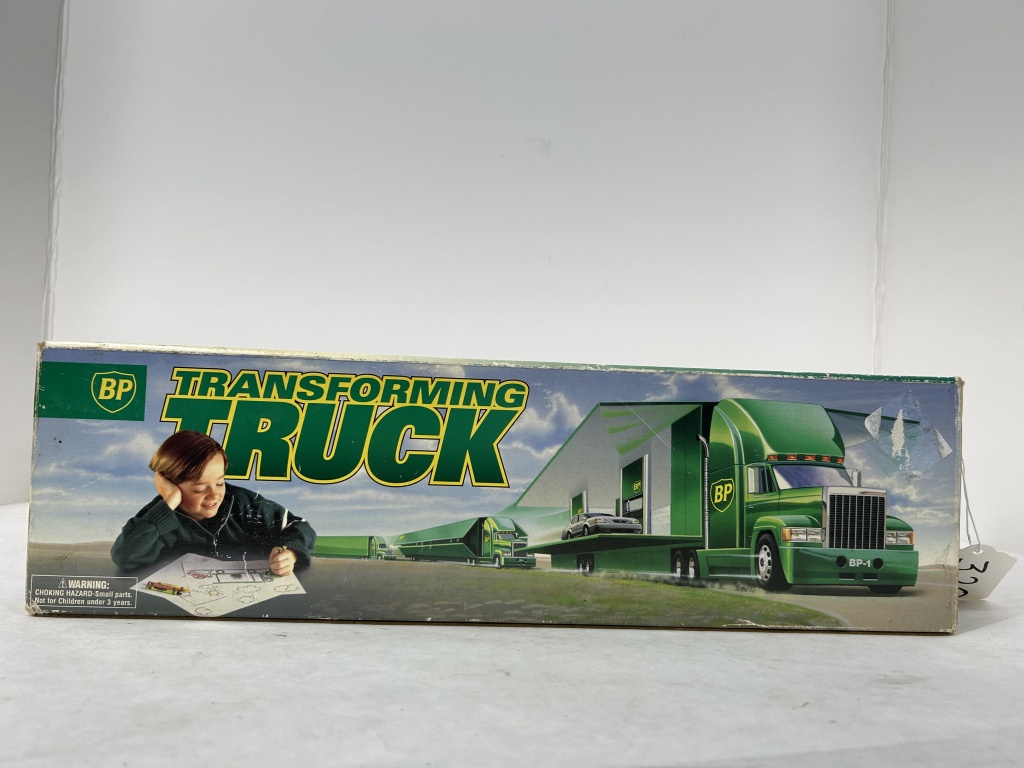 BP
TRANSFORMING
TRUCK
BP
BP
BP-1
WARNING:
CHOKING HAZARD-Small parts.
Not for Children under 3 years.